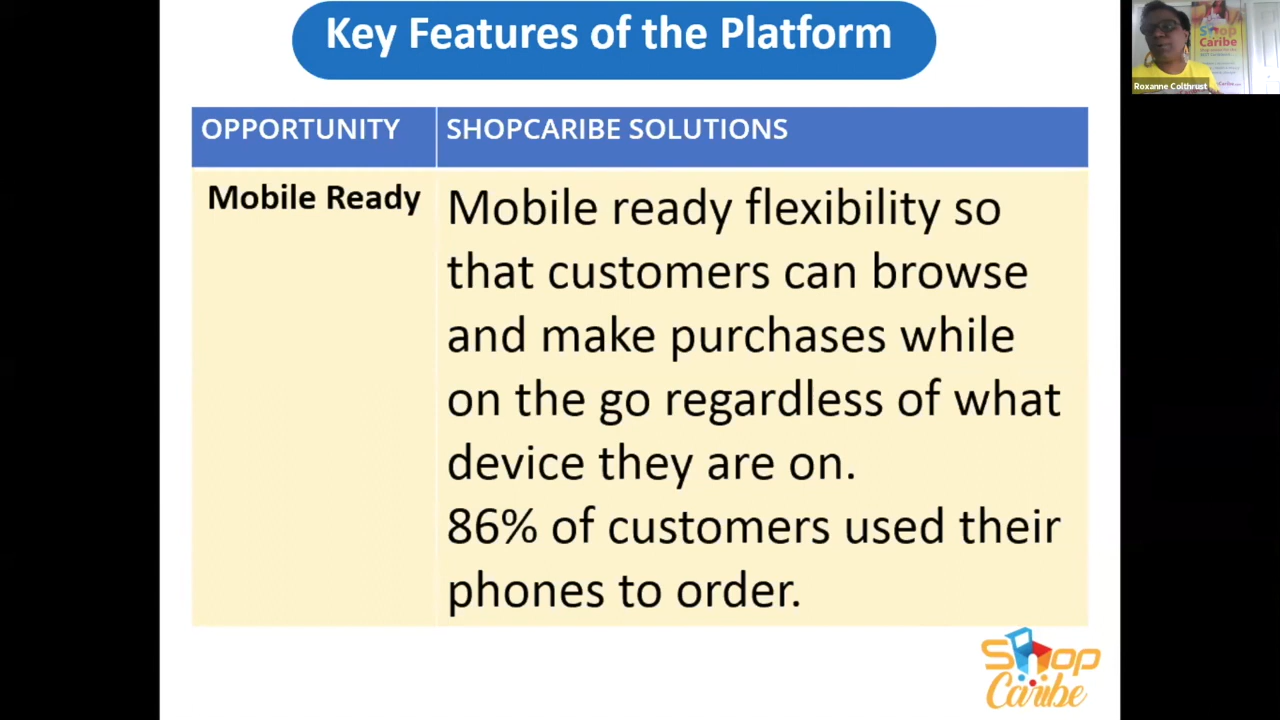 Key Features of the Platform
OPPORTUNITY
SHOPCARIBE SOLUTIONS
Mobile Ready
Mobile ready flexibility so
that customers can browse
and make purchases while
on the go regardless of what
device they are on.
86% of customers used their
phones to order.
Shop
Caribe
Shop
Caribe
Roxanne Colthrust